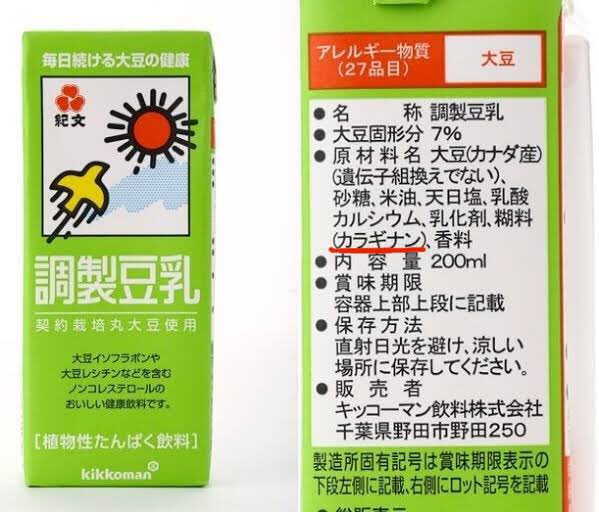 毎日続ける大豆の健康
紀文
調製豆乳
契約栽培丸大豆使用
大豆イソフラボンや
大豆レシチンなどを含む
ノンコレステロールの
おいしい健康飲料です。
［植物性たんぱく飲料］
kikkoman®
アレルギー物質
（27品目）
大豆
●名称 調製豆乳
●大豆固形分 7%
●原材料名 大豆(カナダ産)
(遺伝子組換えでない)、
砂糖、米油、天日塩、乳酸
カルシウム、乳化剤、糊料
(カラギナン)、香料
●内容量 200ml
●賞味期限
容器上部上段に記載
●保存方法
直射日光を避け、涼しい
場所に保存してください。
●販売者
キッコーマン飲料株式会社
千葉県野田市野田250
製造所固有記号は賞味期限表示の
下段左側に記載、右側にロット記号を記載